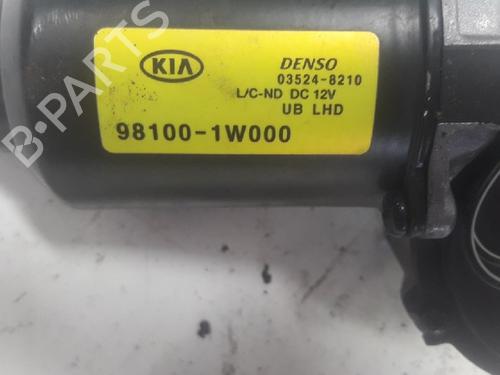 B-PARTS
KIA
DENSO
03524-8210
L/C-ND DC 12V
UB LHD
98100-1W000